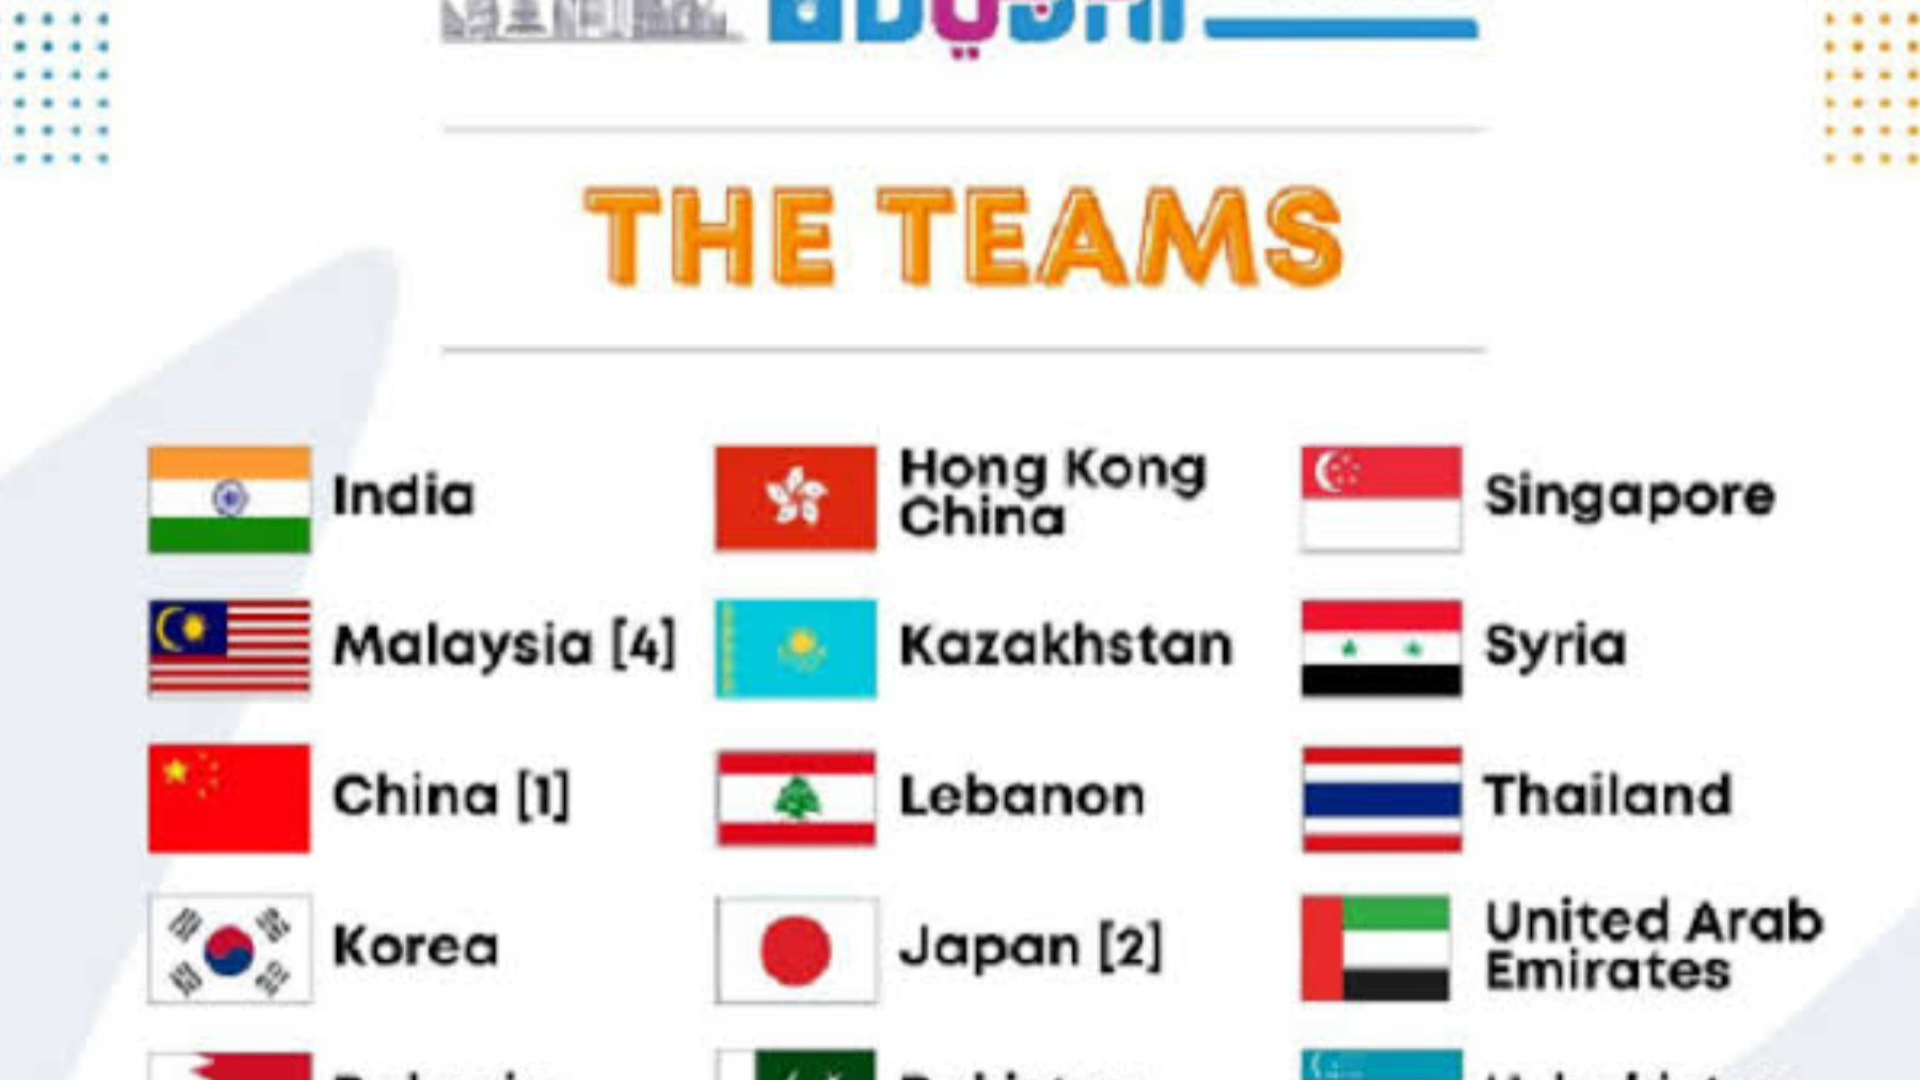 THE TEAMS
India
Hong Kong
China
Singapore
Malaysia [4]
Kazakhstan
Syria
China [1]
Lebanon
Thailand
Korea
Japan [2]
United Arab
Emirates